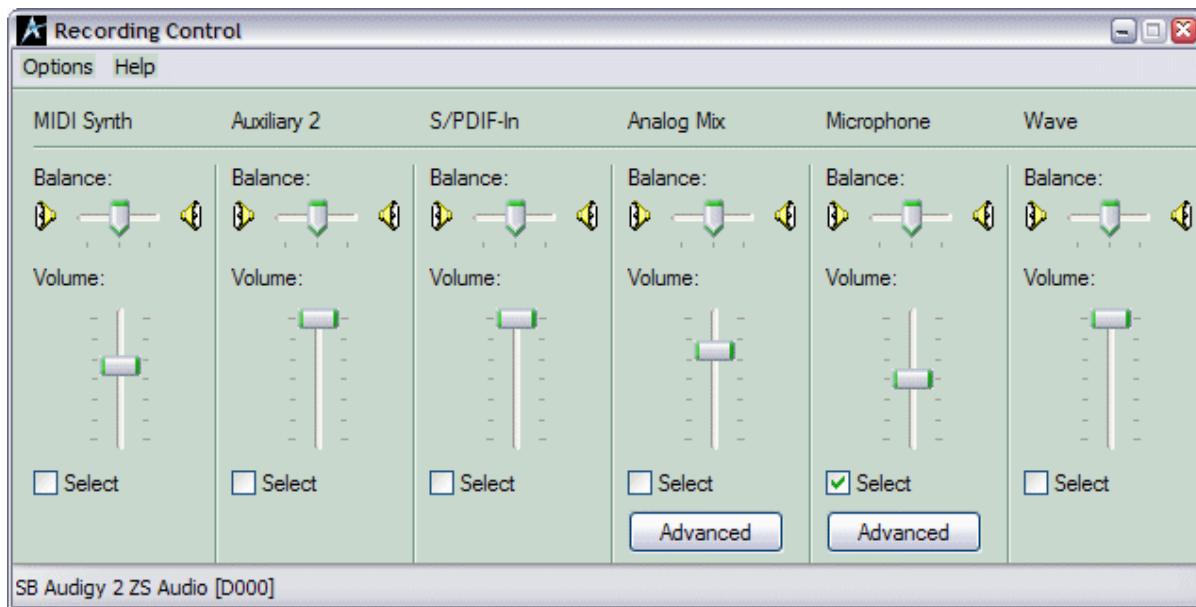 Recording Control
Options Help
MIDI Synth Auxiliary 2 S/PDIF-In Analog Mix Microphone Wave
Balance: Balance: Balance: Balance: Balance: Balance:
Volume: Volume: Volume: Volume: Volume: Volume:
Select Select Select Select Select Select
Advanced Advanced
SB Audigy 2 ZS Audio [D000]